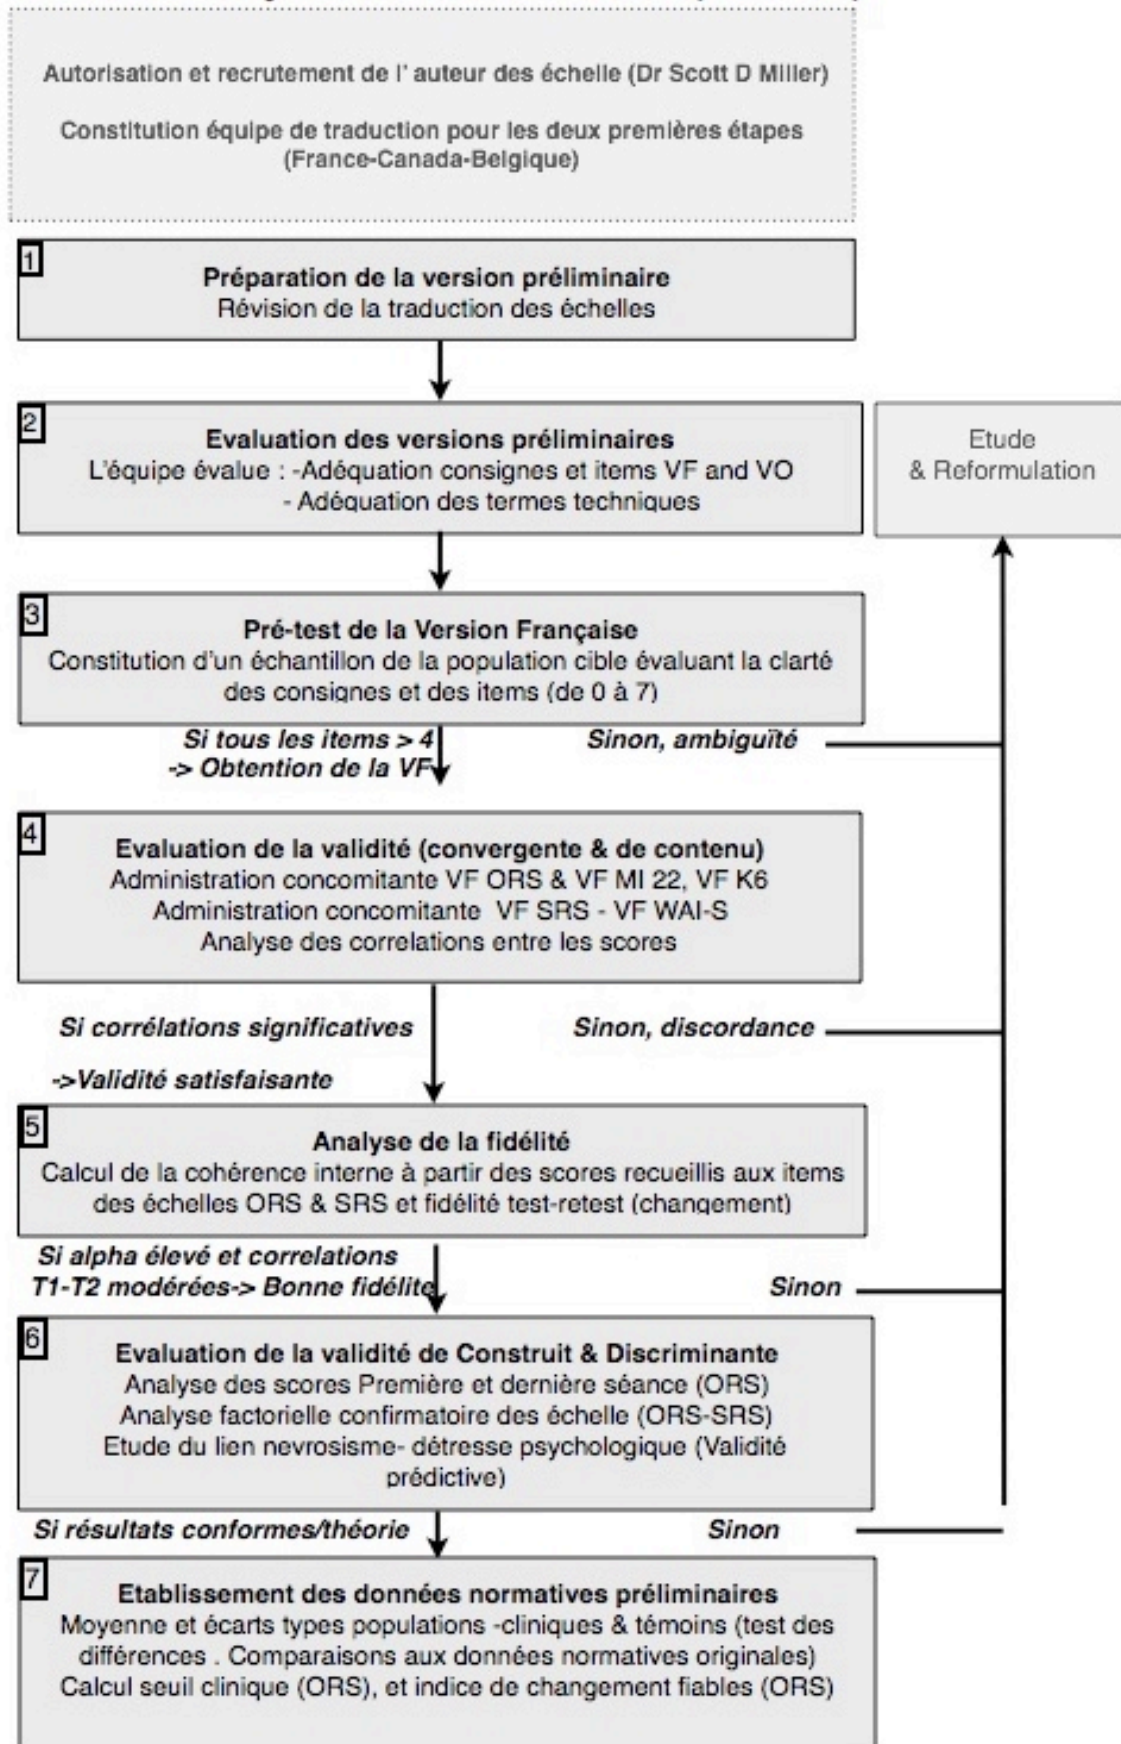 Autorisation et recrutement de l' auteur des échelle (Dr Scott D Miller)
Constitution équipe de traduction pour les deux premières étapes
(France-Canada-Belgique)
1
Préparation de la version préliminaire
Révision de la traduction des échelles
2
Evaluation des versions préliminaires
L'équipe évalue : -Adéquation consignes et items VF and VO
- Adéquation des termes techniques
Etude
& Reformulation
3
Pré-test de la Version Française
Constitution d'un échantillon de la population cible évaluant la clarté
des consignes et des items (de 0 à 7)
Si tous les items > 4
-> Obtention de la VF
Sinon, ambiguïté
4
Evaluation de la validité (convergente & de contenu)
Administration concomitante VF ORS & VF MI 22, VF K6
Administration concomitante VF SRS - VF WAI-S
Analyse des correlations entre les scores
Si corrélations significatives
Sinon, discordance
->Validité satisfaisante
5
Analyse de la fidélité
Calcul de la cohérence interne à partir des scores recueillis aux items
des échelles ORS & SRS et fidélité test-retest (changement)
Si alpha élevé et correlations
T1-T2 modérées-> Bonne fidélite
Sinon
6
Evaluation de la validité de Construit & Discriminante
Analyse des scores Première et dernière séance (ORS)
Analyse factorielle confirmatoire des échelle (ORS-SRS)
Etude du lien nevrosisme- détresse psychologique (Validité
prédictive)
Si résultats conformes/théorie
Sinon
7
Etablissement des données normatives préliminaires
Moyenne et écarts types populations -cliniques & témoins (test des
différences . Comparaisons aux données normatives originales)
Calcul seuil clinique (ORS), et indice de changement fiables (ORS)